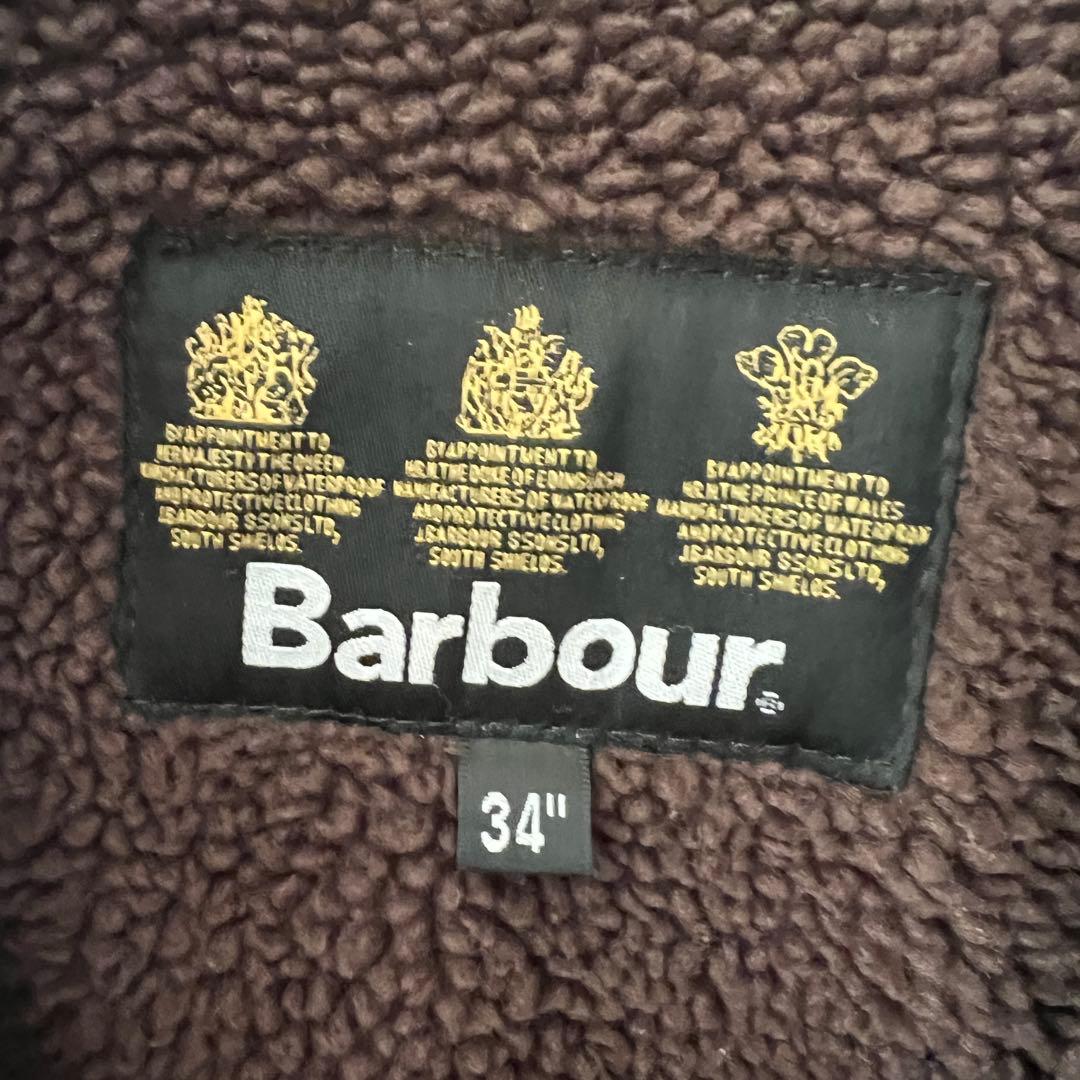 BY APPOINTMENT TO
HER MAJESTY THE QUEEN
MANUFACTURERS OF WATERPROOF
AND PROTECTIVE CLOTHING
J.BARBOUR & SONS LTD,
SOUTH SHIELDS.
BY APPOINTMENT TO
H.R.H. THE DUKE OF EDINBURGH
MANUFACTURERS OF WATERPROOF
AND PROTECTIVE CLOTHING
J.BARBOUR & SONS LTD,
SOUTH SHIELDS.
BY APPOINTMENT TO
H.R.H. THE PRINCE OF WALES
MANUFACTURERS OF WATERPROOF
AND PROTECTIVE CLOTHING
J.BARBOUR & SONS LTD,
SOUTH SHIELDS.
Barbour
34"